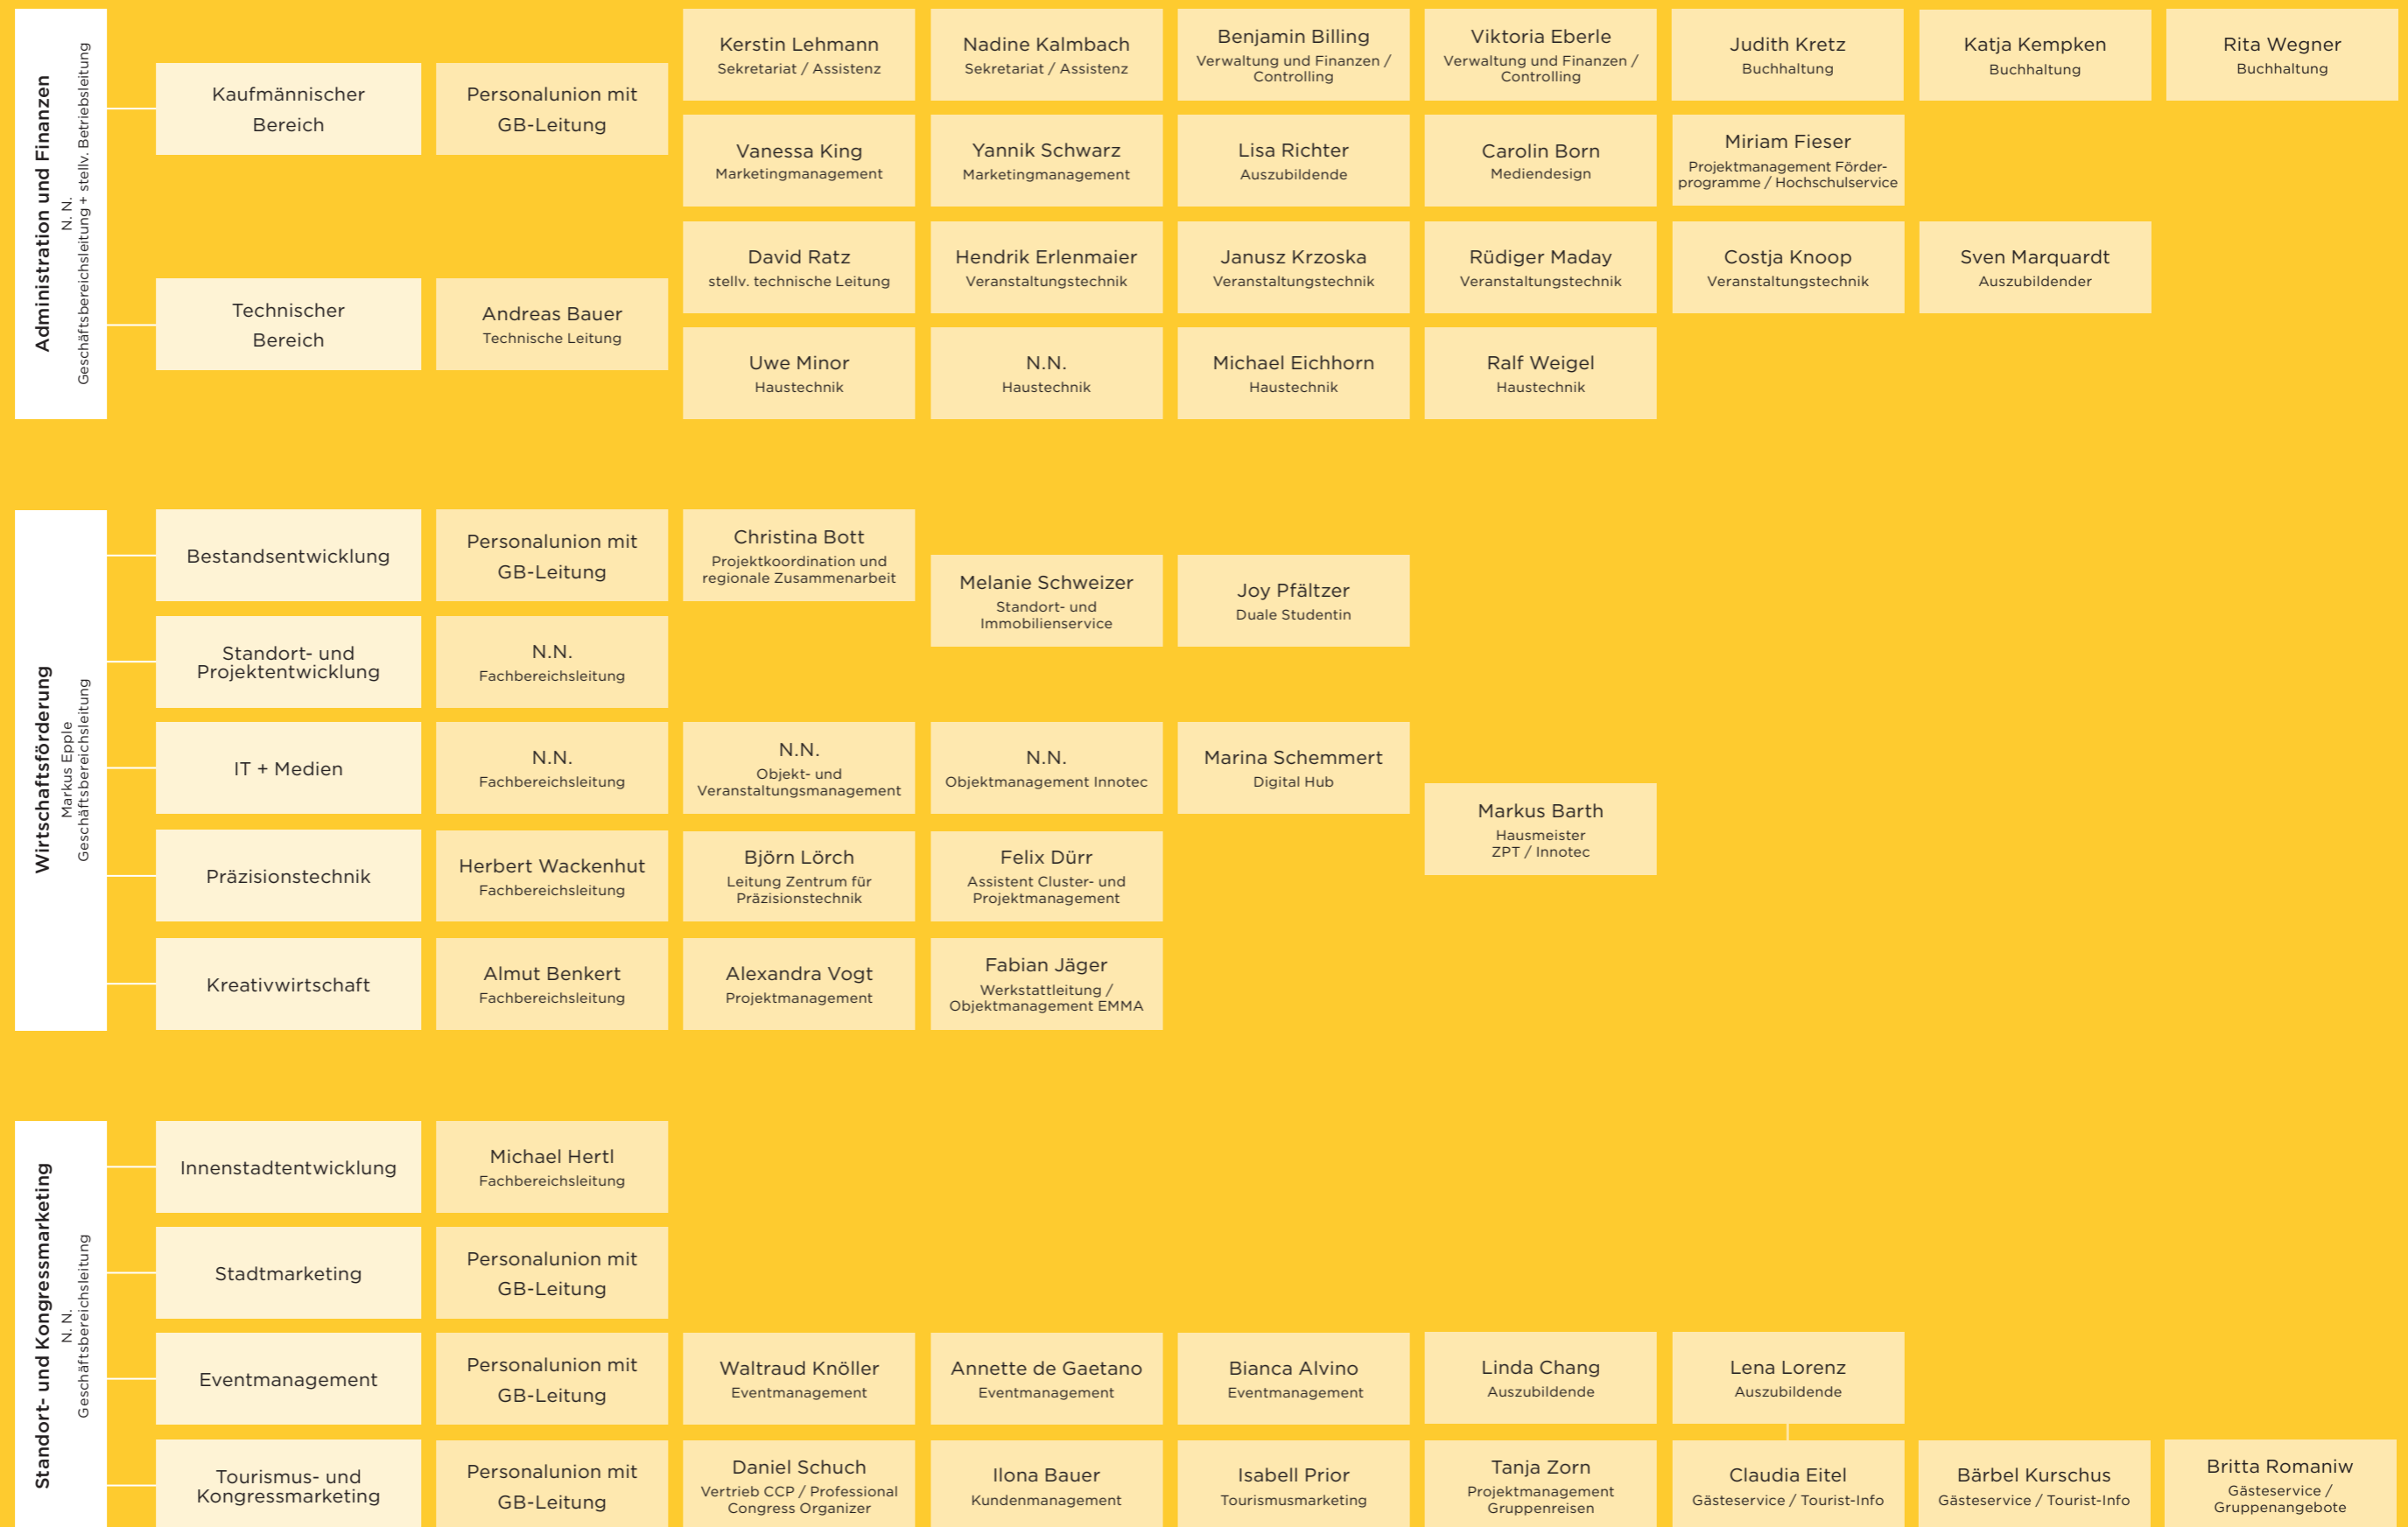 Administration und Finanzen
N. N.
Geschäftsbereichsleitung + stellv. Betriebsleitung
Kaufmännischer
Bereich
Personalunion mit
GB-Leitung
Kerstin Lehmann
Sekretariat / Assistenz
Nadine Kalmbach
Sekretariat / Assistenz
Benjamin Billing
Verwaltung und Finanzen /
Controlling
Viktoria Eberle
Verwaltung und Finanzen /
Controlling
Judith Kretz
Buchhaltung
Katja Kempken
Buchhaltung
Rita Wegner
Buchhaltung
Vanessa King
Marketingmanagement
Yannik Schwarz
Marketingmanagement
Lisa Richter
Auszubildende
Carolin Born
Mediendesign
Miriam Fieser
Projektmanagement Förder-
programme / Hochschulservice
Technischer
Bereich
Andreas Bauer
Technische Leitung
David Ratz
stellv. technische Leitung
Hendrik Erlenmaier
Veranstaltungstechnik
Janusz Krzoska
Veranstaltungstechnik
Rüdiger Maday
Veranstaltungstechnik
Costja Knoop
Veranstaltungstechnik
Sven Marquardt
Auszubildender
Uwe Minor
Haustechnik
N.N.
Haustechnik
Michael Eichhorn
Haustechnik
Ralf Weigel
Haustechnik
Wirtschaftsförderung
Markus Epple
Geschäftsbereichsleitung
Bestandsentwicklung
Personalunion mit
GB-Leitung
Christina Bott
Projektkoordination und
regionale Zusammenarbeit
Melanie Schweizer
Standort- und
Immobilienservice
Joy Pfältzer
Duale Studentin
Standort- und
Projektentwicklung
N.N.
Fachbereichsleitung
IT + Medien
N.N.
Fachbereichsleitung
N.N.
Objekt- und
Veranstaltungsmanagement
N.N.
Objektmanagement Innotec
Marina Schemmert
Digital Hub
Markus Barth
Hausmeister
ZPT / Innotec
Präzisionstechnik
Herbert Wackenhut
Fachbereichsleitung
Björn Lörch
Leitung Zentrum für
Präzisionstechnik
Felix Dürr
Assistent Cluster- und
Projektmanagement
Kreativwirtschaft
Almut Benkert
Fachbereichsleitung
Alexandra Vogt
Projektmanagement
Fabian Jäger
Werkstattleitung /
Objektmanagement EMMA
Standort- und Kongressmarketing
N. N.
Geschäftsbereichsleitung
Innenstadtentwicklung
Michael Hertl
Fachbereichsleitung
Stadtmarketing
Personalunion mit
GB-Leitung
Eventmanagement
Personalunion mit
GB-Leitung
Waltraud Knöller
Eventmanagement
Annette de Gaetano
Eventmanagement
Bianca Alvino
Eventmanagement
Linda Chang
Auszubildende
Lena Lorenz
Auszubildende
Tourismus- und
Kongressmarketing
Personalunion mit
GB-Leitung
Daniel Schuch
Vertrieb CCP / Professional
Congress Organizer
Ilona Bauer
Kundenmanagement
Isabell Prior
Tourismusmarketing
Tanja Zorn
Projektmanagement
Gruppenreisen
Claudia Eitel
Gästeservice / Tourist-Info
Bärbel Kurschus
Gästeservice / Tourist-Info
Britta Romaniw
Gästeservice /
Gruppenangebote